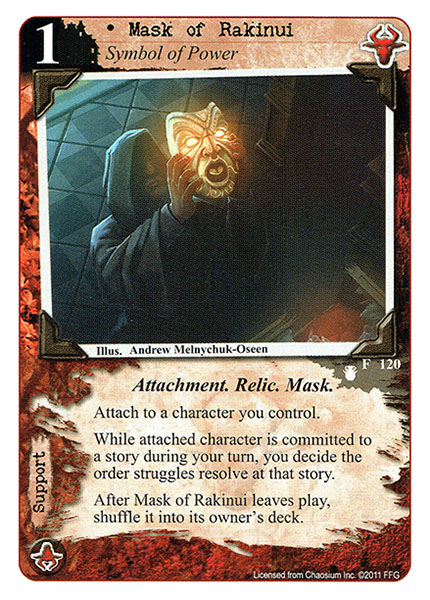 1
• Mask of Rakinui
Symbol of Power
Illus. Andrew Melnychuk-Oseen
F 120
Attachment. Relic. Mask.
Attach to a character you control.
While attached character is committed to
a story during your turn, you decide the
order struggles resolve at that story.
After Mask of Rakinui leaves play,
shuffle it into its owner's deck.
Support
Licensed from Chaosium Inc. ©2011 FFG